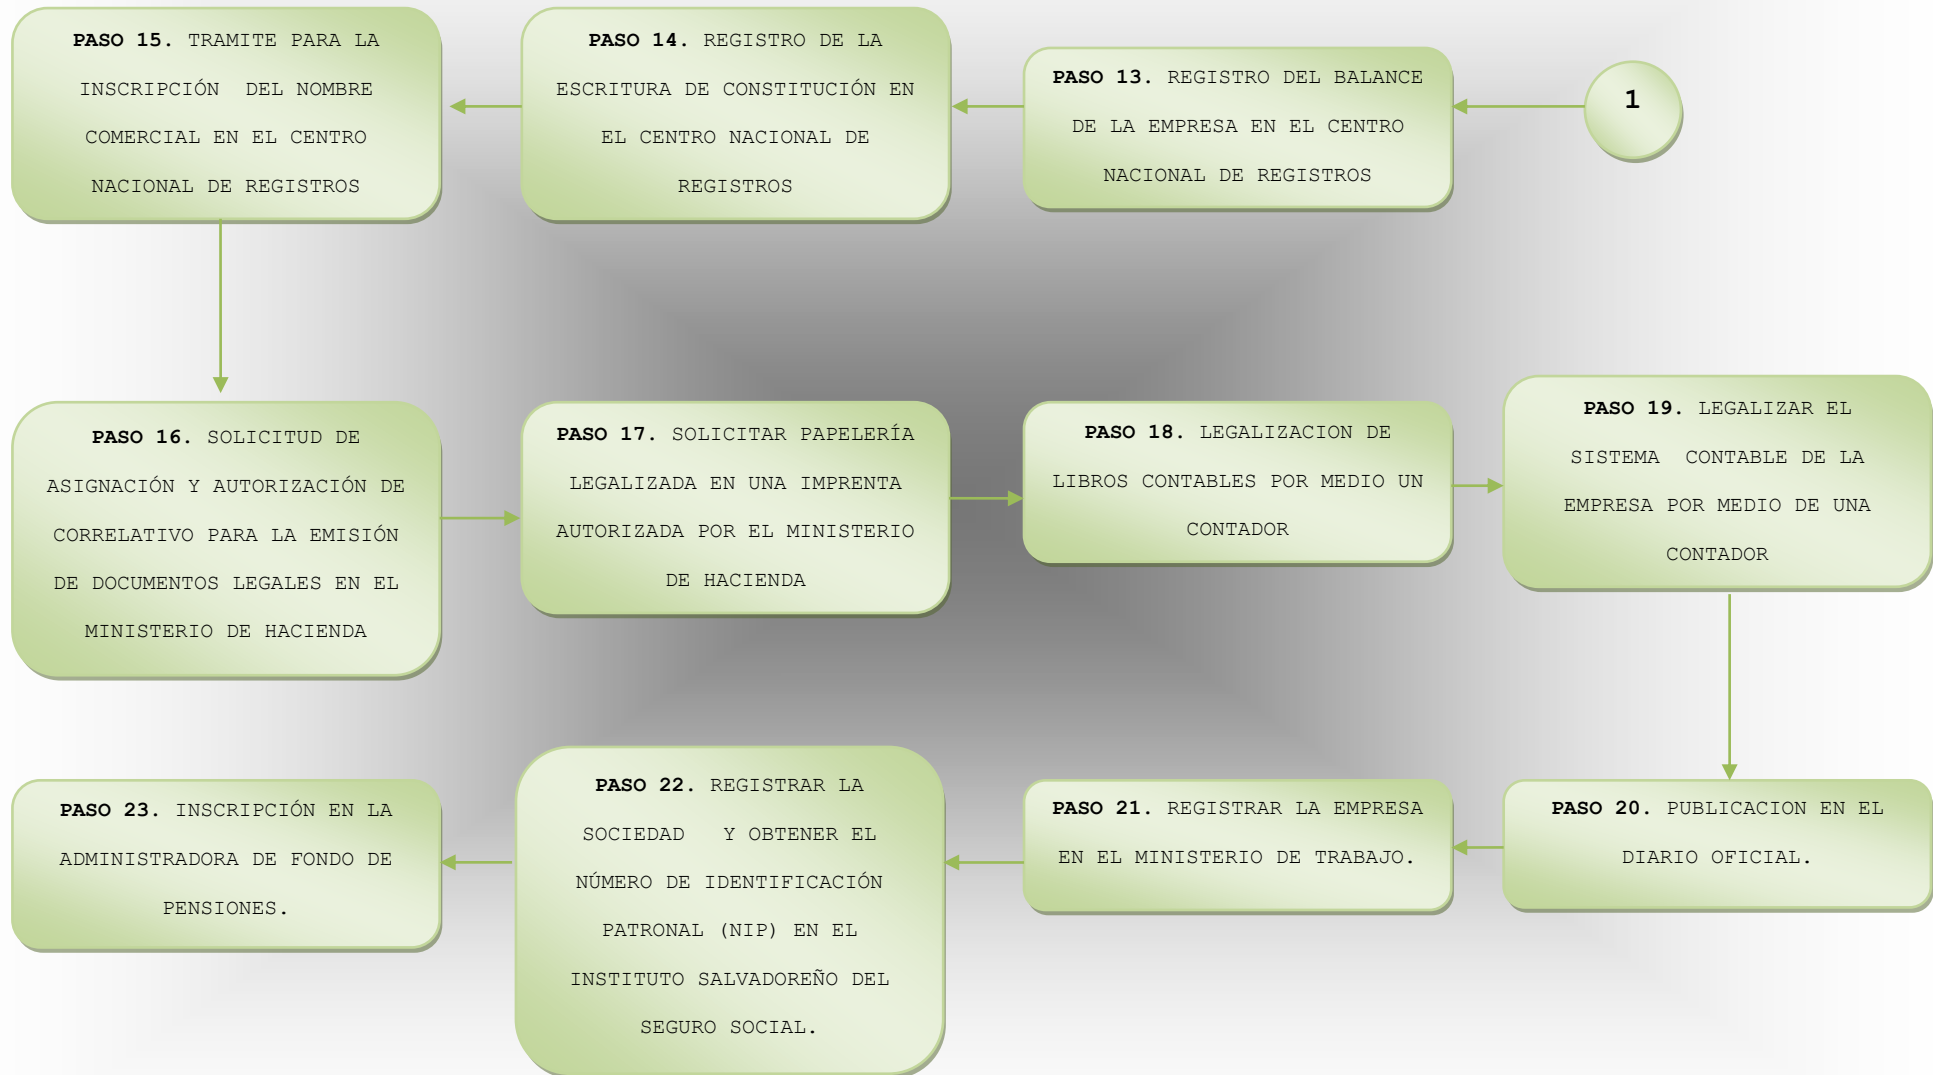 1
PASO 13. REGISTRO DEL BALANCE
DE LA EMPRESA EN EL CENTRO
NACIONAL DE REGISTROS
PASO 14. REGISTRO DE LA
ESCRITURA DE CONSTITUCIÓN EN
EL CENTRO NACIONAL DE
REGISTROS
PASO 15. TRAMITE PARA LA
INSCRIPCIÓN DEL NOMBRE
COMERCIAL EN EL CENTRO
NACIONAL DE REGISTROS
PASO 16. SOLICITUD DE
ASIGNACIÓN Y AUTORIZACIÓN DE
CORRELATIVO PARA LA EMISIÓN
DE DOCUMENTOS LEGALES EN EL
MINISTERIO DE HACIENDA
PASO 17. SOLICITAR PAPELERÍA
LEGALIZADA EN UNA IMPRENTA
AUTORIZADA POR EL MINISTERIO
DE HACIENDA
PASO 18. LEGALIZACION DE
LIBROS CONTABLES POR MEDIO UN
CONTADOR
PASO 19. LEGALIZAR EL
SISTEMA CONTABLE DE LA
EMPRESA POR MEDIO DE UNA
CONTADOR
PASO 20. PUBLICACION EN EL
DIARIO OFICIAL.
PASO 21. REGISTRAR LA EMPRESA
EN EL MINISTERIO DE TRABAJO.
PASO 22. REGISTRAR LA
SOCIEDAD Y OBTENER EL
NÚMERO DE IDENTIFICACIÓN
PATRONAL (NIP) EN EL
INSTITUTO SALVADOREÑO DEL
SEGURO SOCIAL.
PASO 23. INSCRIPCIÓN EN LA
ADMINISTRADORA DE FONDO DE
PENSIONES.